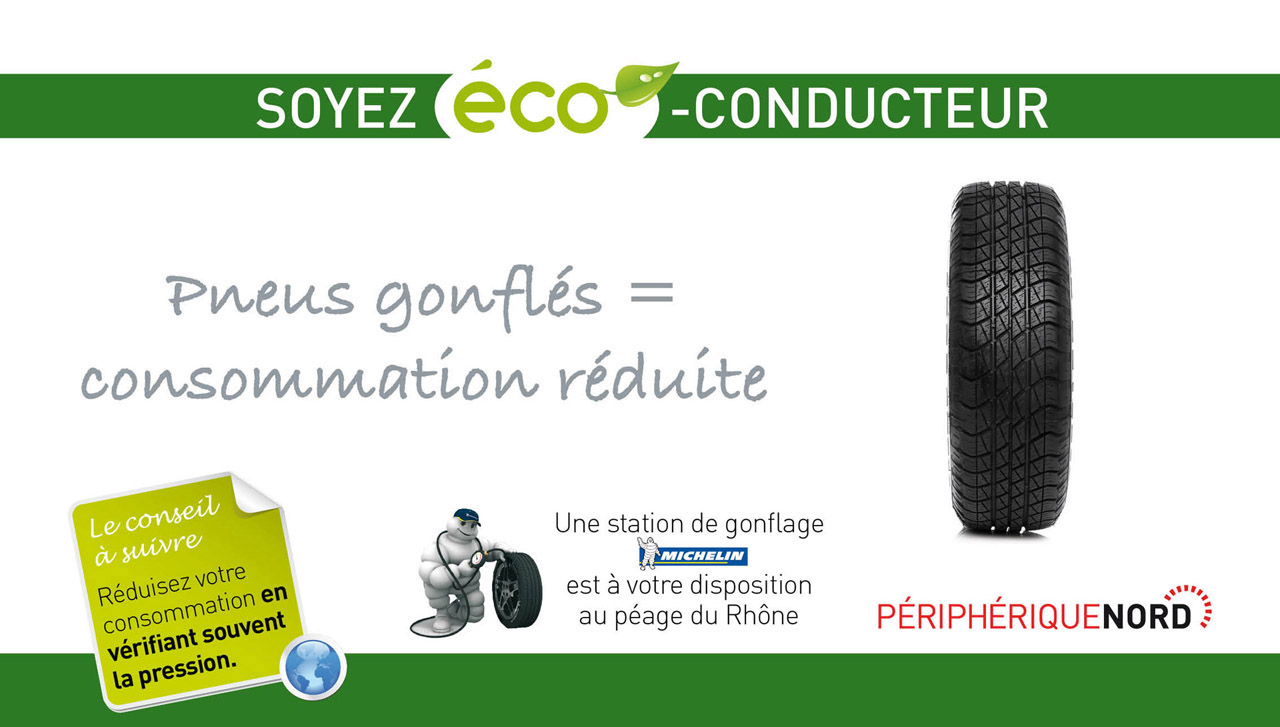 SOYEZ éco-CONDUCTEUR
Pneus gonflés =
consommation réduite
Le conseil
à suivre
Réduisez votre
consommation en
vérifiant souvent
la pression.
Une station de gonflage
MICHELIN
est à votre disposition
au péage du Rhône
PÉRIPHÉRIQUENORD